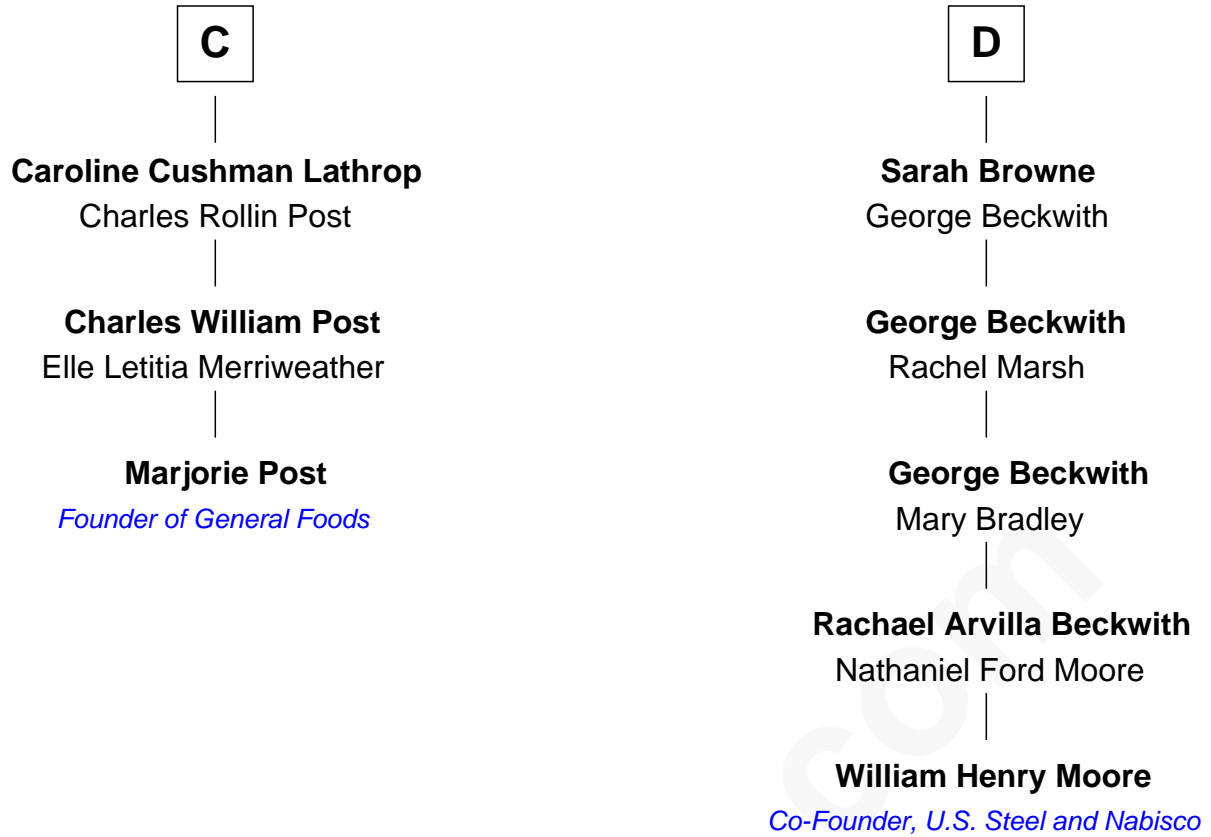 C
Caroline Cushman Lathrop
Charles Rollin Post
Charles William Post
Elle Letitia Merriweather
Marjorie Post
Founder of General Foods
D
Sarah Browne
George Beckwith
George Beckwith
Rachel Marsh
George Beckwith
Mary Bradley
Rachael Arvilla Beckwith
Nathaniel Ford Moore
William Henry Moore
Co-Founder, U.S. Steel and Nabisco
com